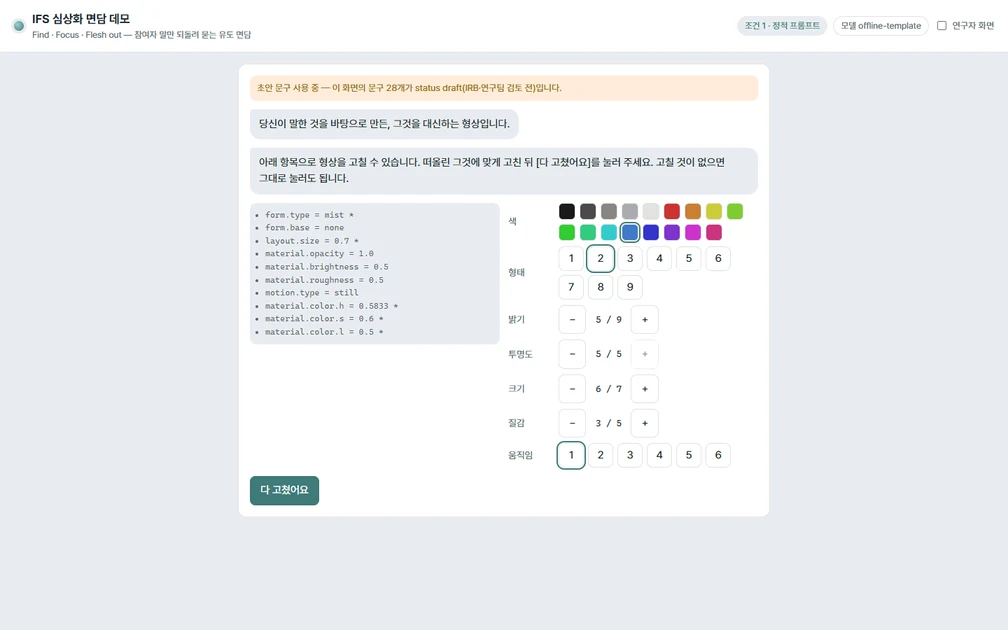 IFS 심상화 면담 데모
Find · Focus · Flesh out — 참여자 말만 되돌려 묻는 유도 면담
조건 1 · 정적 프롬프트
모델 offline-template
연구자 화면
초안 문구 사용 중 — 이 화면의 문구 28개가 status draft(IRB·연구팀 검토 전)입니다.
당신이 말한 것을 바탕으로 만든, 그것을 대신하는 형상입니다.
아래 항목으로 형상을 고칠 수 있습니다. 떠올린 그것에 맞게 고친 뒤 [다 고쳤어요]를 눌러 주세요. 고칠 것이 없으면
그대로 눌러도 됩니다.
form.type = mist *
form.base = none
layout.size = 0.7 *
material.opacity = 1.0
material.brightness = 0.5
material.roughness = 0.5
motion.type = still
material.color.h = 0.5833 *
material.color.s = 0.6 *
material.color.l = 0.5 *
색
형태
1 2 3 4 5 6
7 8 9
밝기 − 5 / 9 +
투명도 − 5 / 5 +
크기 − 6 / 7 +
질감 − 3 / 5 +
움직임 1 2 3 4 5 6
다 고쳤어요